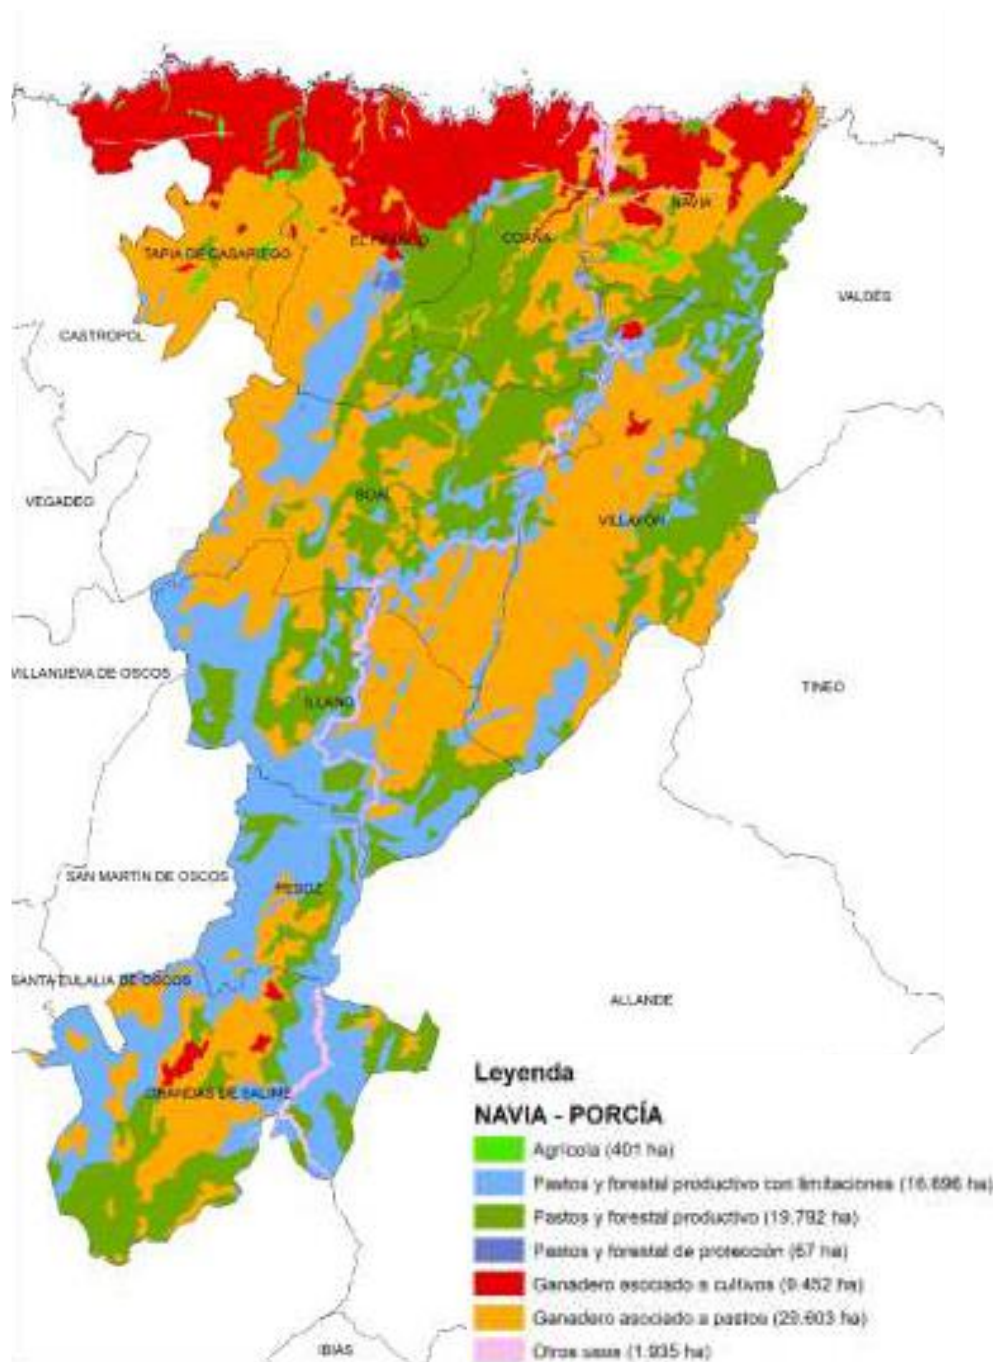 TAPIA DE CASARIEGO
EL FRANCO
COAÑA
NAVIA
VALDÉS
CASTROPOL
VEGADEO
BOAL
VILLAYÓN
VILLANUEVA DE OSCOS
ILLANO
TINEO
SAN MARTÍN DE OSCOS
PESOZ
SANTA EULALIA DE OSCOS
ALLANDE
GRANDAS DE SALIME
IBIAS
Leyenda
NAVIA - PORCÍA
Agrícola (401 ha)
Pastos y forestal productivo con limitaciones (16.696 ha)
Pastos y forestal productivo (19.792 ha)
Pastos y forestal de protección (67 ha)
Ganadero asociado a cultivos (9.452 ha)
Ganadero asociado a pastos (29.603 ha)
Otros usos (1.935 ha)